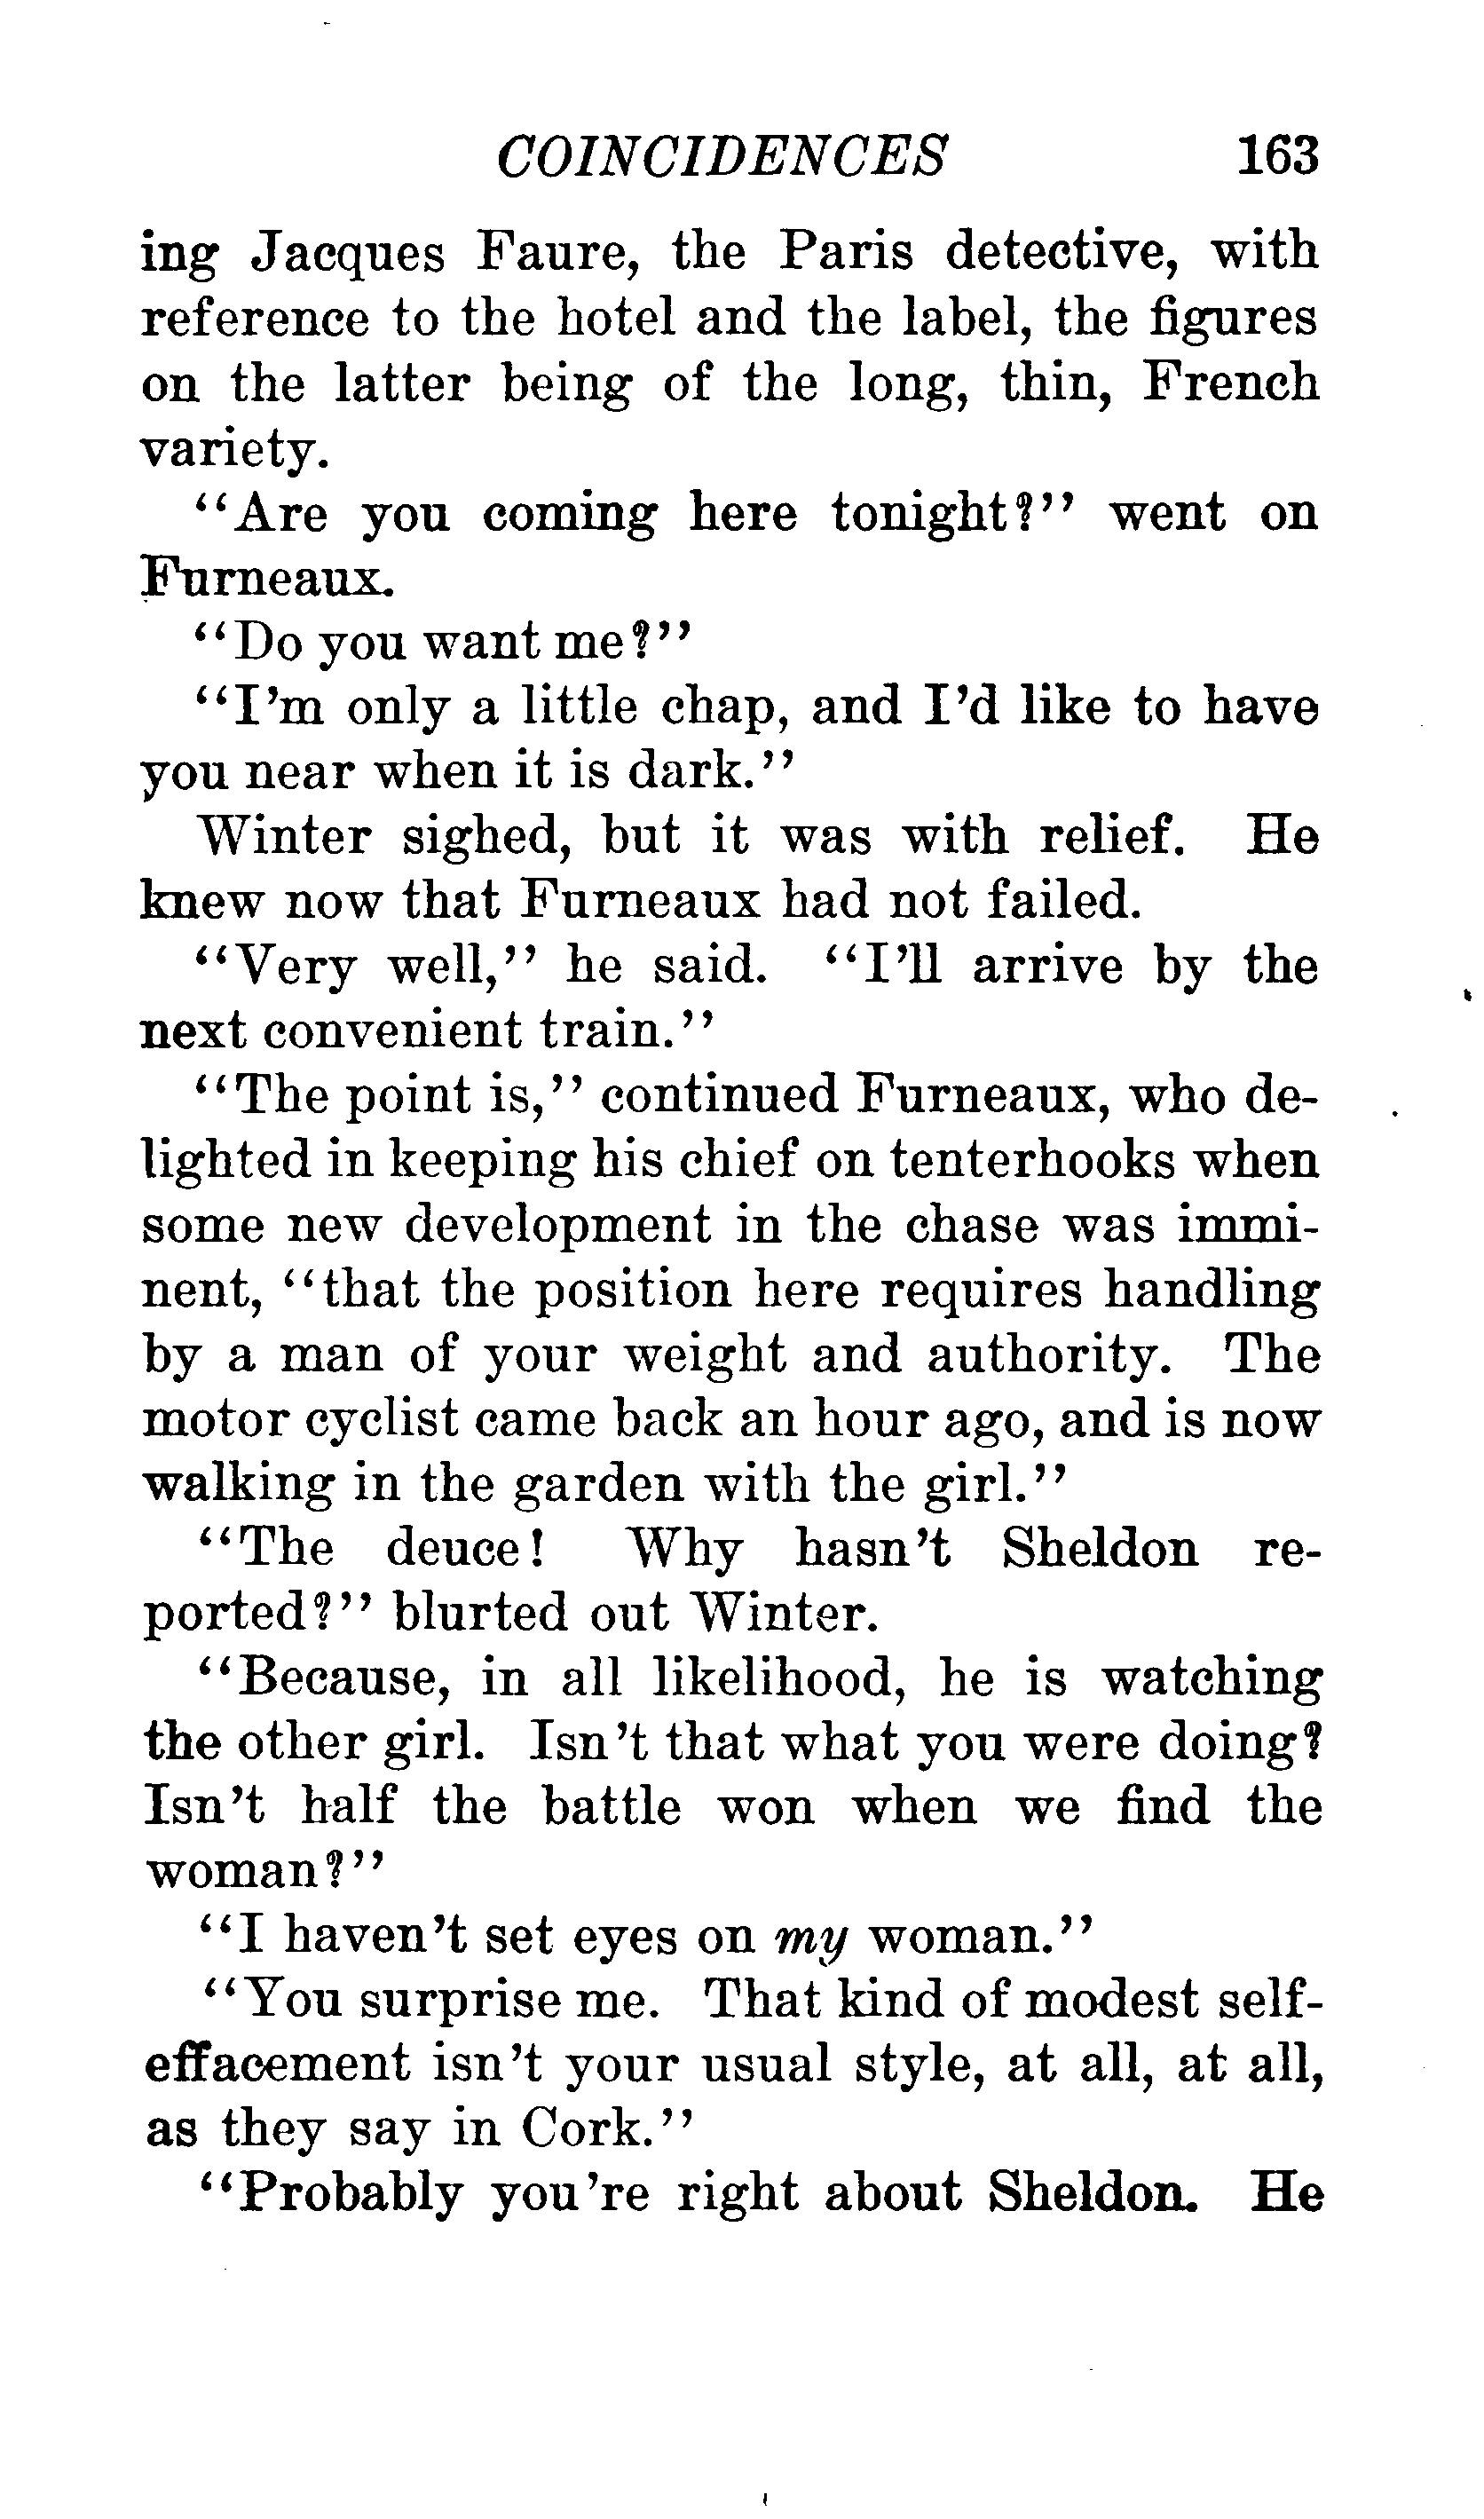 COINCIDENCES 163
ing Jacques Faure, the Paris detective, with
reference to the hotel and the label, the figures
on the latter being of the long, thin, French
variety.
"Are you coming here tonight?" went on
Furneaux.
"Do you want me?"
"I'm only a little chap, and I'd like to have
you near when it is dark."
Winter sighed, but it was with relief. He
knew now that Furneaux had not failed.
"Very well," he said. "I'll arrive by the
next convenient train."
"The point is," continued Furneaux, who de-
lighted in keeping his chief on tenterhooks when
some new development in the chase was immi-
nent, "that the position here requires handling
by a man of your weight and authority. The
motor cyclist came back an hour ago, and is now
walking in the garden with the girl."
"The deuce! Why hasn't Sheldon re-
ported?" blurted out Winter.
"Because, in all likelihood, he is watching
the other girl. Isn't that what you were doing?
Isn't half the battle won when we find the
woman?"
"I haven't set eyes on my woman."
"You surprise me. That kind of modest self-
effacement isn't your usual style, at all, at all,
as they say in Cork."
"Probably you're right about Sheldon. He